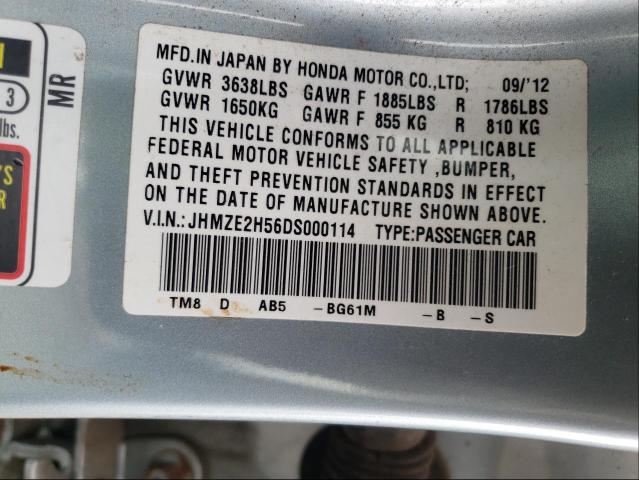 MFD.IN JAPAN BY HONDA MOTOR CO.,LTD; 09/'12
GVWR 3638LBS GAWR F 1885LBS R 1786LBS
GVWR 1650KG GAWR F 855 KG R 810 KG
THIS VEHICLE CONFORMS TO ALL APPLICABLE
FEDERAL MOTOR VEHICLE SAFETY ,BUMPER,
AND THEFT PREVENTION STANDARDS IN EFFECT
ON THE DATE OF MANUFACTURE SHOWN ABOVE.
V.I.N.:JHMZE2H56DS000114 TYPE:PASSENGER CAR
TM8 D AB5 -BG61M -B -S
MR
3
lbs.